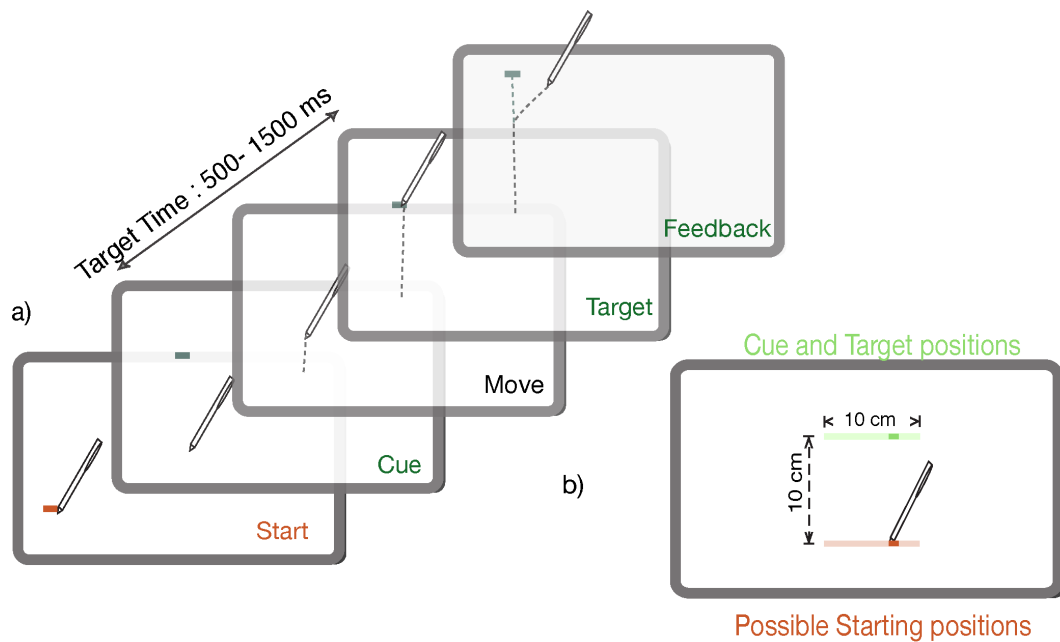 Target Time : 500- 1500 ms
a)
Start
Cue
Move
Target
Feedback
b)
Cue and Target positions
10 cm
10 cm
Possible Starting positions